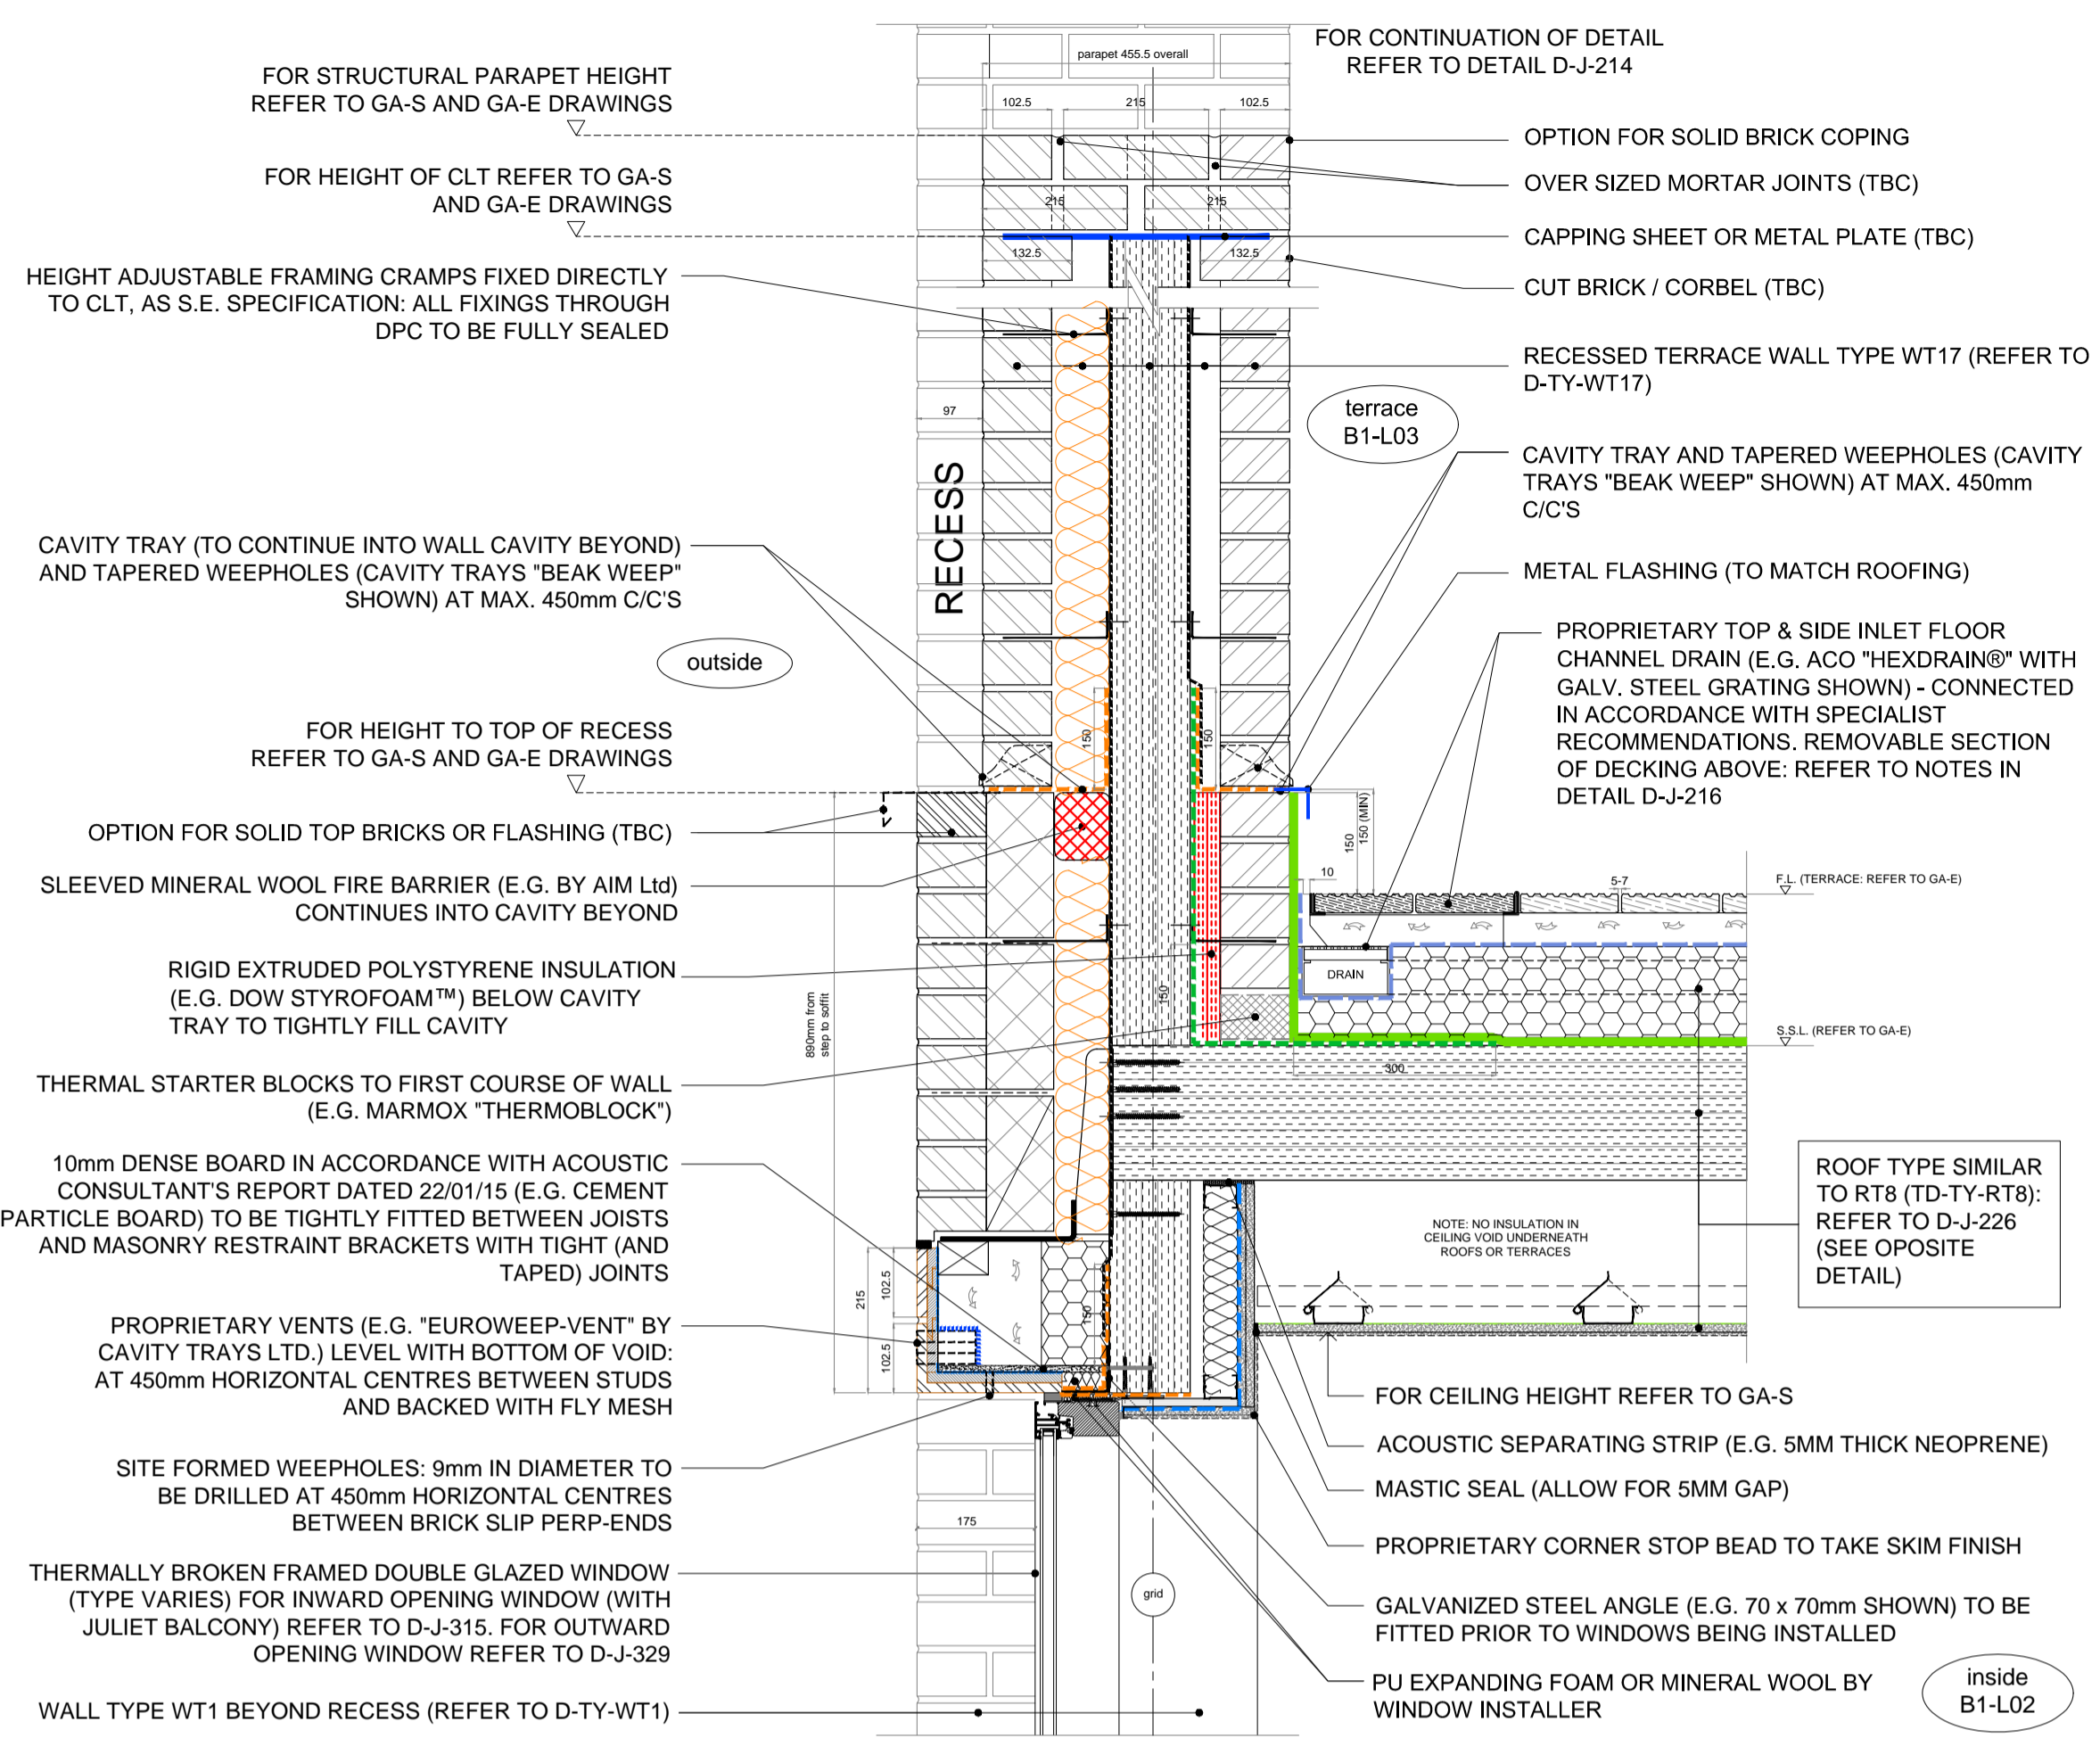 FOR STRUCTURAL PARAPET HEIGHT
REFER TO GA-S AND GA-E DRAWINGS
FOR HEIGHT OF CLT REFER TO GA-S
AND GA-E DRAWINGS
HEIGHT ADJUSTABLE FRAMING CRAMPS FIXED DIRECTLY
TO CLT, AS S.E. SPECIFICATION: ALL FIXINGS THROUGH
DPC TO BE FULLY SEALED
CAVITY TRAY (TO CONTINUE INTO WALL CAVITY BEYOND)
AND TAPERED WEEPHOLES (CAVITY TRAYS "BEAK WEEP"
SHOWN) AT MAX. 450mm C/C'S
outside
FOR HEIGHT TO TOP OF RECESS
REFER TO GA-S AND GA-E DRAWINGS
OPTION FOR SOLID TOP BRICKS OR FLASHING (TBC)
SLEEVED MINERAL WOOL FIRE BARRIER (E.G. BY AIM Ltd)
CONTINUES INTO CAVITY BEYOND
RIGID EXTRUDED POLYSTYRENE INSULATION
(E.G. DOW STYROFOAM™) BELOW CAVITY
TRAY TO TIGHTLY FILL CAVITY
THERMAL STARTER BLOCKS TO FIRST COURSE OF WALL
(E.G. MARMOX "THERMOBLOCK")
10mm DENSE BOARD IN ACCORDANCE WITH ACOUSTIC
CONSULTANT'S REPORT DATED 22/01/15 (E.G. CEMENT
PARTICLE BOARD) TO BE TIGHTLY FITTED BETWEEN JOISTS
AND MASONRY RESTRAINT BRACKETS WITH TIGHT (AND
TAPED) JOINTS
PROPRIETARY VENTS (E.G. "EUROWEEP-VENT" BY
CAVITY TRAYS LTD.) LEVEL WITH BOTTOM OF VOID:
AT 450mm HORIZONTAL CENTRES BETWEEN STUDS
AND BACKED WITH FLY MESH
SITE FORMED WEEPHOLES: 9mm IN DIAMETER TO
BE DRILLED AT 450mm HORIZONTAL CENTRES
BETWEEN BRICK SLIP PERP-ENDS
THERMALLY BROKEN FRAMED DOUBLE GLAZED WINDOW
(TYPE VARIES) FOR INWARD OPENING WINDOW (WITH
JULIET BALCONY) REFER TO D-J-315. FOR OUTWARD
OPENING WINDOW REFER TO D-J-329
WALL TYPE WT1 BEYOND RECESS (REFER TO D-TY-WT1)
parapet 455.5 overall
102.5
215
102.5
215
215
132.5
132.5
97
RECESS
150
150
150
150 (MIN)
10
5-7
DRAIN
150
300
890mm from
step to soffit
215
102.5
102.5
150
175
grid
NOTE: NO INSULATION IN
CEILING VOID UNDERNEATH
ROOFS OR TERRACES
F.L. (TERRACE: REFER TO GA-E)
S.S.L. (REFER TO GA-E)
FOR CONTINUATION OF DETAIL
REFER TO DETAIL D-J-214
OPTION FOR SOLID BRICK COPING
OVER SIZED MORTAR JOINTS (TBC)
CAPPING SHEET OR METAL PLATE (TBC)
CUT BRICK / CORBEL (TBC)
RECESSED TERRACE WALL TYPE WT17 (REFER TO
D-TY-WT17)
terrace
B1-L03
CAVITY TRAY AND TAPERED WEEPHOLES (CAVITY
TRAYS "BEAK WEEP" SHOWN) AT MAX. 450mm
C/C'S
METAL FLASHING (TO MATCH ROOFING)
PROPRIETARY TOP & SIDE INLET FLOOR
CHANNEL DRAIN (E.G. ACO "HEXDRAIN®" WITH
GALV. STEEL GRATING SHOWN) - CONNECTED
IN ACCORDANCE WITH SPECIALIST
RECOMMENDATIONS. REMOVABLE SECTION
OF DECKING ABOVE: REFER TO NOTES IN
DETAIL D-J-216
ROOF TYPE SIMILAR
TO RT8 (TD-TY-RT8):
REFER TO D-J-226
(SEE OPOSITE
DETAIL)
FOR CEILING HEIGHT REFER TO GA-S
ACOUSTIC SEPARATING STRIP (E.G. 5MM THICK NEOPRENE)
MASTIC SEAL (ALLOW FOR 5MM GAP)
PROPRIETARY CORNER STOP BEAD TO TAKE SKIM FINISH
GALVANIZED STEEL ANGLE (E.G. 70 x 70mm SHOWN) TO BE
FITTED PRIOR TO WINDOWS BEING INSTALLED
PU EXPANDING FOAM OR MINERAL WOOL BY
WINDOW INSTALLER
inside
B1-L02